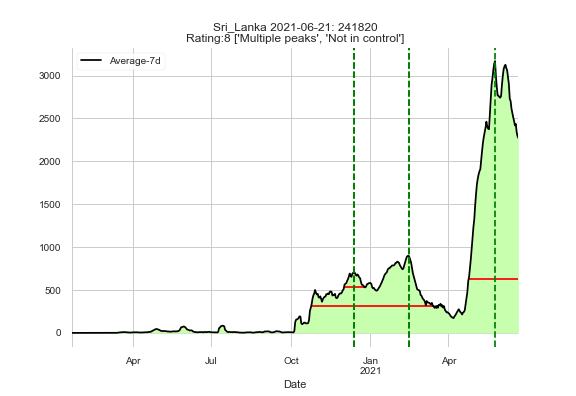 Sri_Lanka 2021-06-21: 241820
Rating:8 ['Multiple peaks', 'Not in control']
Average-7d
3000
2500
2000
1500
1000
500
0
Apr Jul Oct Jan Apr
2021
Date